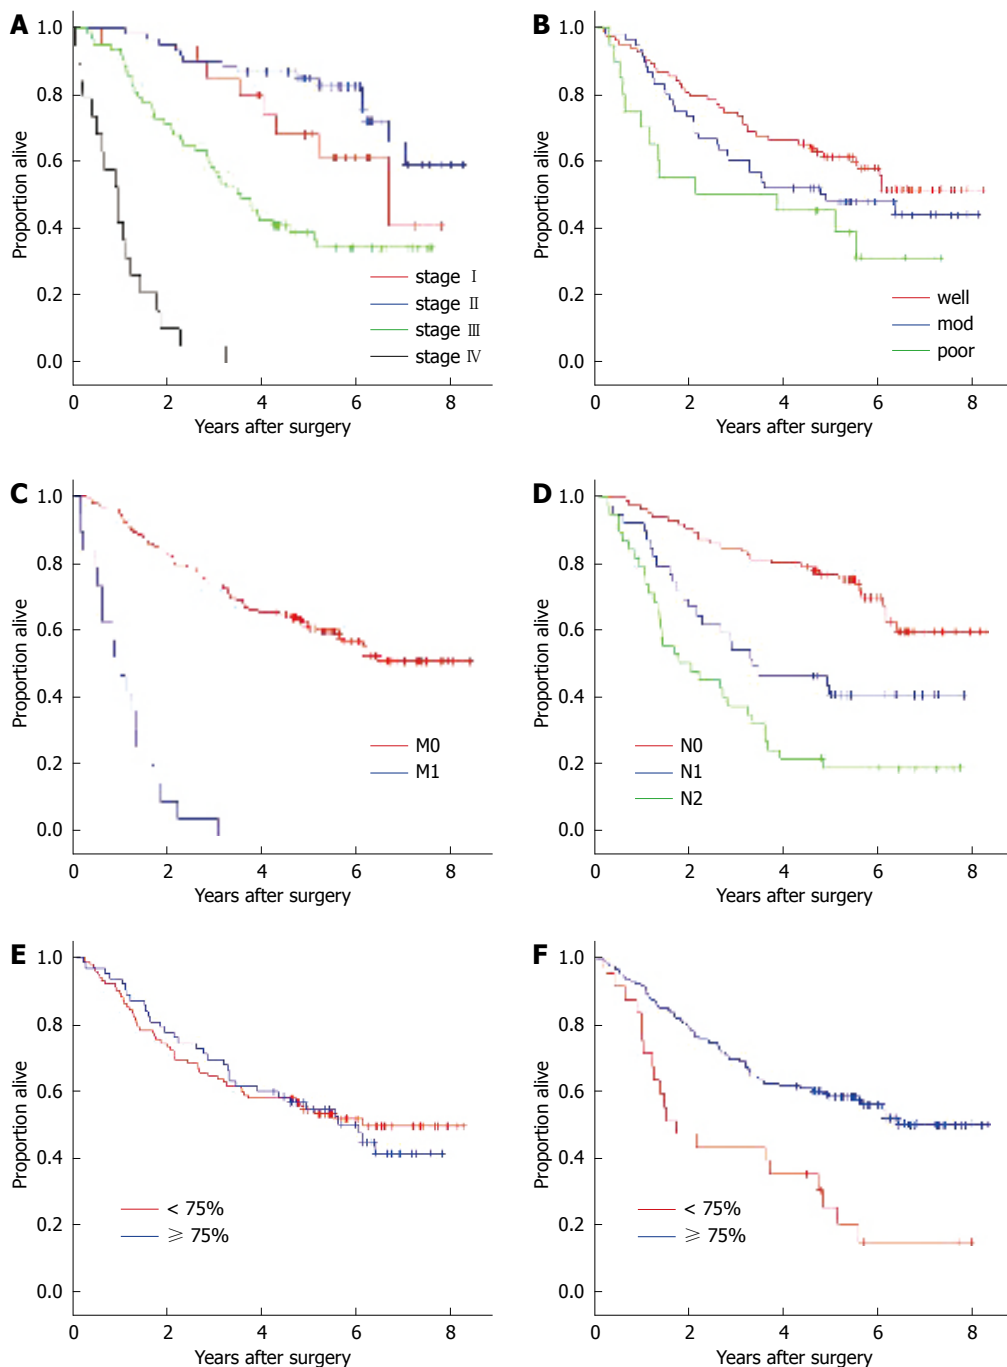 A
Proportion alive
1.0
0.8
0.6
0.4
0.2
0.0
stage Ⅰ
stage Ⅱ
stage Ⅲ
stage Ⅳ
0 2 4 6 8
Years after surgery
B
Proportion alive
1.0
0.8
0.6
0.4
0.2
0.0
well
mod
poor
0 2 4 6 8
Years after surgery
C
Proportion alive
1.0
0.8
0.6
0.4
0.2
0.0
M0
M1
0 2 4 6 8
Years after surgery
D
Proportion alive
1.0
0.8
0.6
0.4
0.2
0.0
N0
N1
N2
0 2 4 6 8
Years after surgery
E
Proportion alive
1.0
0.8
0.6
0.4
0.2
0.0
< 75%
⩾ 75%
0 2 4 6 8
Years after surgery
F
Proportion alive
1.0
0.8
0.6
0.4
0.2
0.0
< 75%
⩾ 75%
0 2 4 6 8
Years after surgery